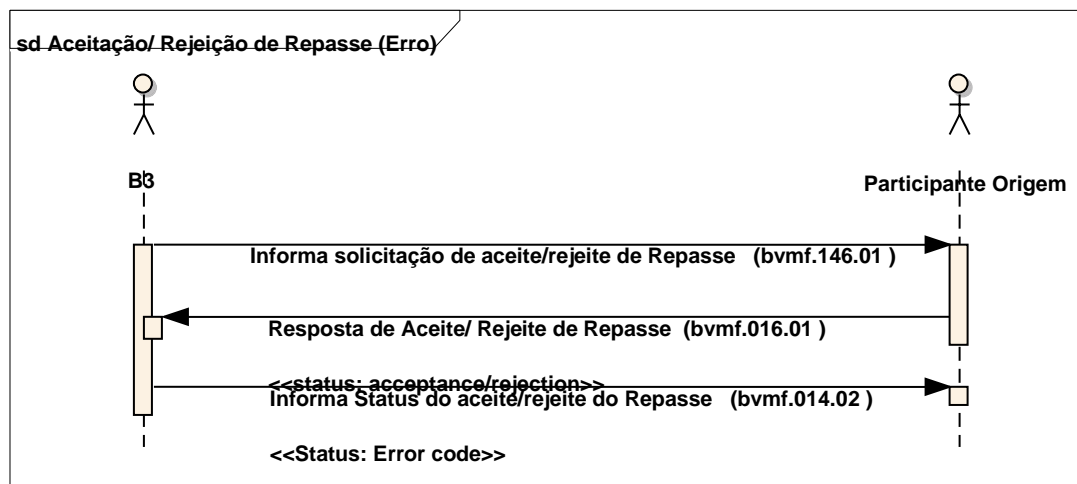 sd Aceitação/ Rejeição de Repasse (Erro)
B3
Participante Origem
Informa solicitação de aceite/rejeite de Repasse (bvmf.146.01 )
Resposta de Aceite/ Rejeite de Repasse (bvmf.016.01 )
<<status: acceptance/rejection>>
Informa Status do aceite/rejeite do Repasse (bvmf.014.02 )
<<Status: Error code>>